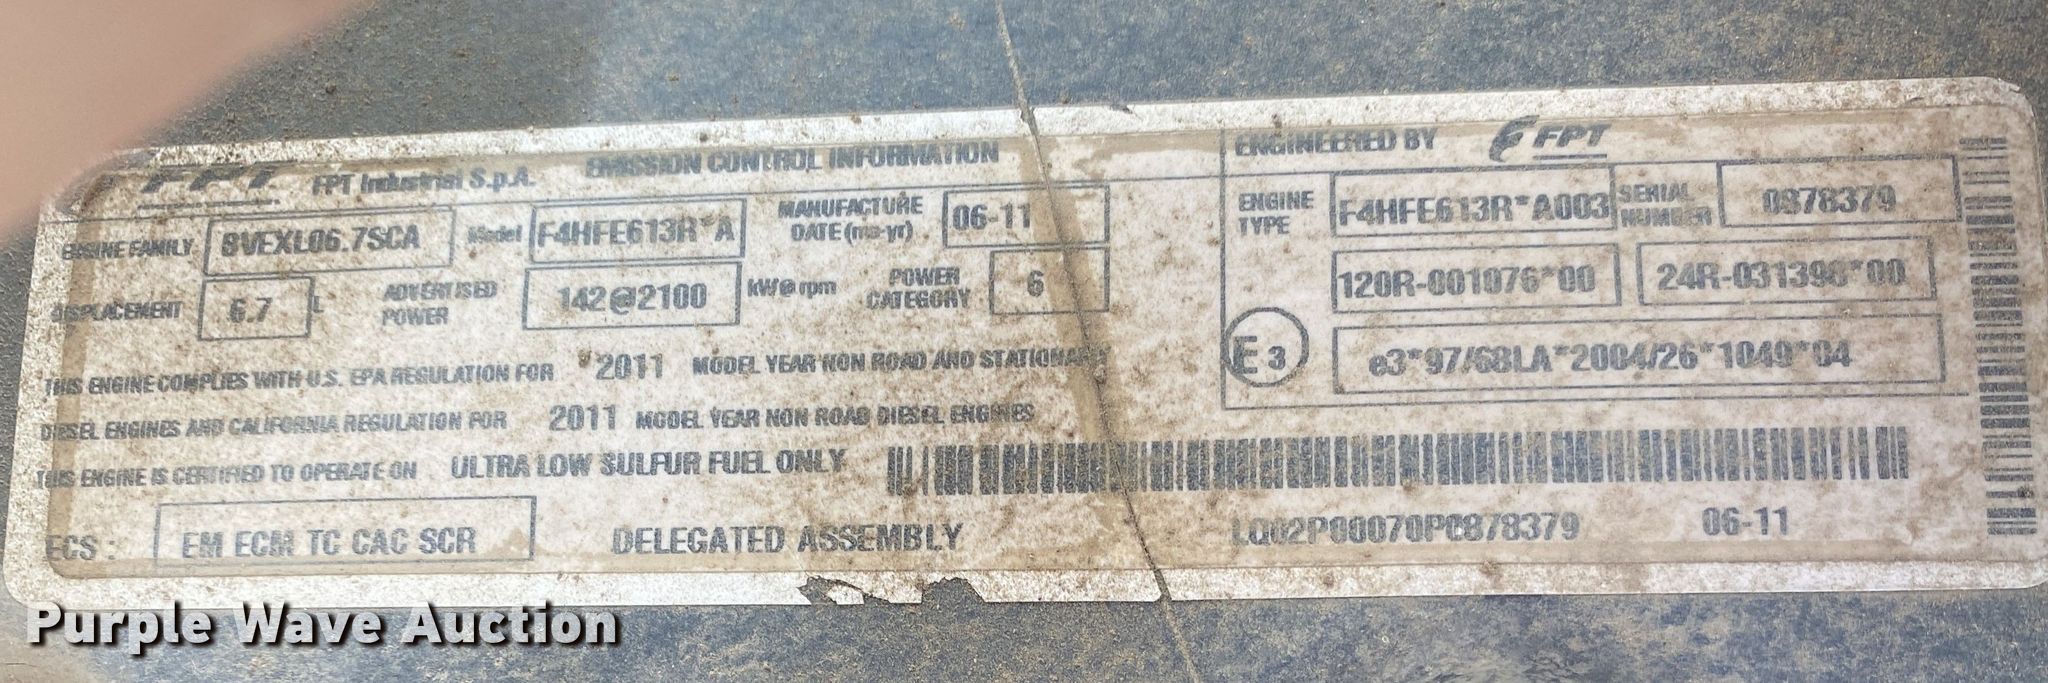 FPT FPT Industrial S.p.A. EMISSION CONTROL INFORMATION
ENGINE FAMILY BVEXL06.7SCA Model F4HFE613R*A MANUFACTURE DATE (mo-yr) 06-11
DISPLACEMENT 6.7 L ADVERTISED POWER 142@2100 kW@rpm POWER CATEGORY 6
THIS ENGINE COMPLIES WITH U.S. EPA REGULATION FOR 2011 MODEL YEAR NON ROAD AND STATIONARY
DIESEL ENGINES AND CALIFORNIA REGULATION FOR 2011 MODEL YEAR NON ROAD DIESEL ENGINES
THIS ENGINE IS CERTIFIED TO OPERATE ON ULTRA LOW SULFUR FUEL ONLY
ECS : EM ECM TC CAC SCR DELEGATED ASSEMBLY
ENGINEERED BY FPT
ENGINE TYPE F4HFE613R*A003 SERIAL NUMBER 0878379
120R-001076*00 24R-031390*00
E3 e3*97/68LA*2004/26*1049*04
LQ02P00070P0878379 06-11
Purple Wave Auction